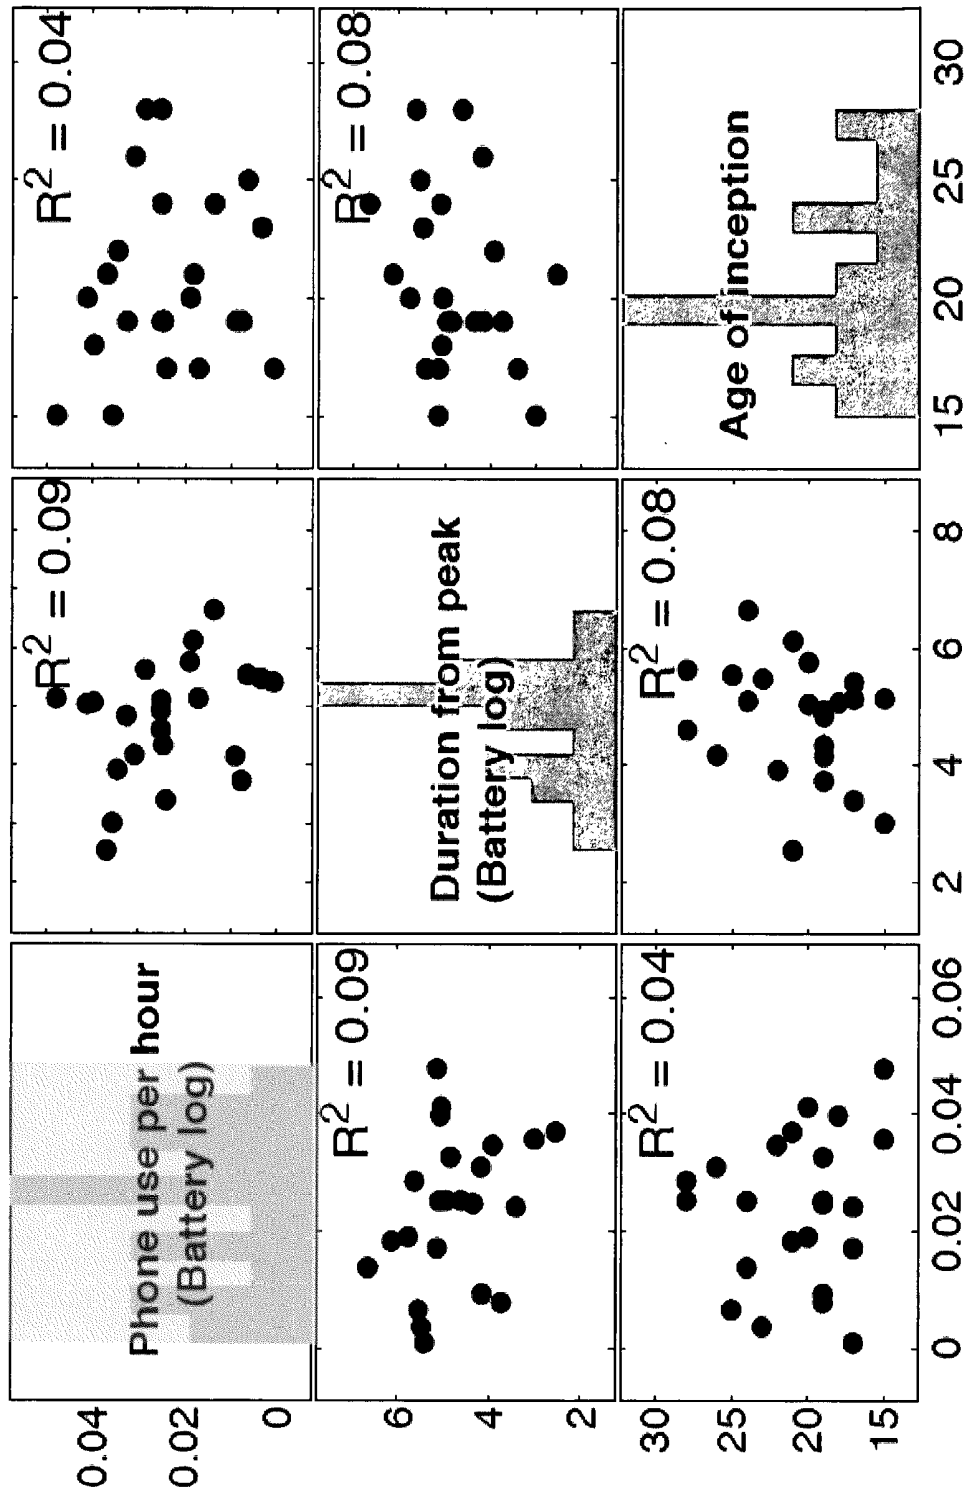 Phone use per hour
(Battery log)
R² = 0.09
R² = 0.04
0.04
0.02
0
R² = 0.09
Duration from peak
(Battery log)
R² = 0.08
6
4
2
R² = 0.04
R² = 0.08
Age of inception
30
25
20
15
0 0.02 0.04 0.06
2 4 6 8
15 20 25 30